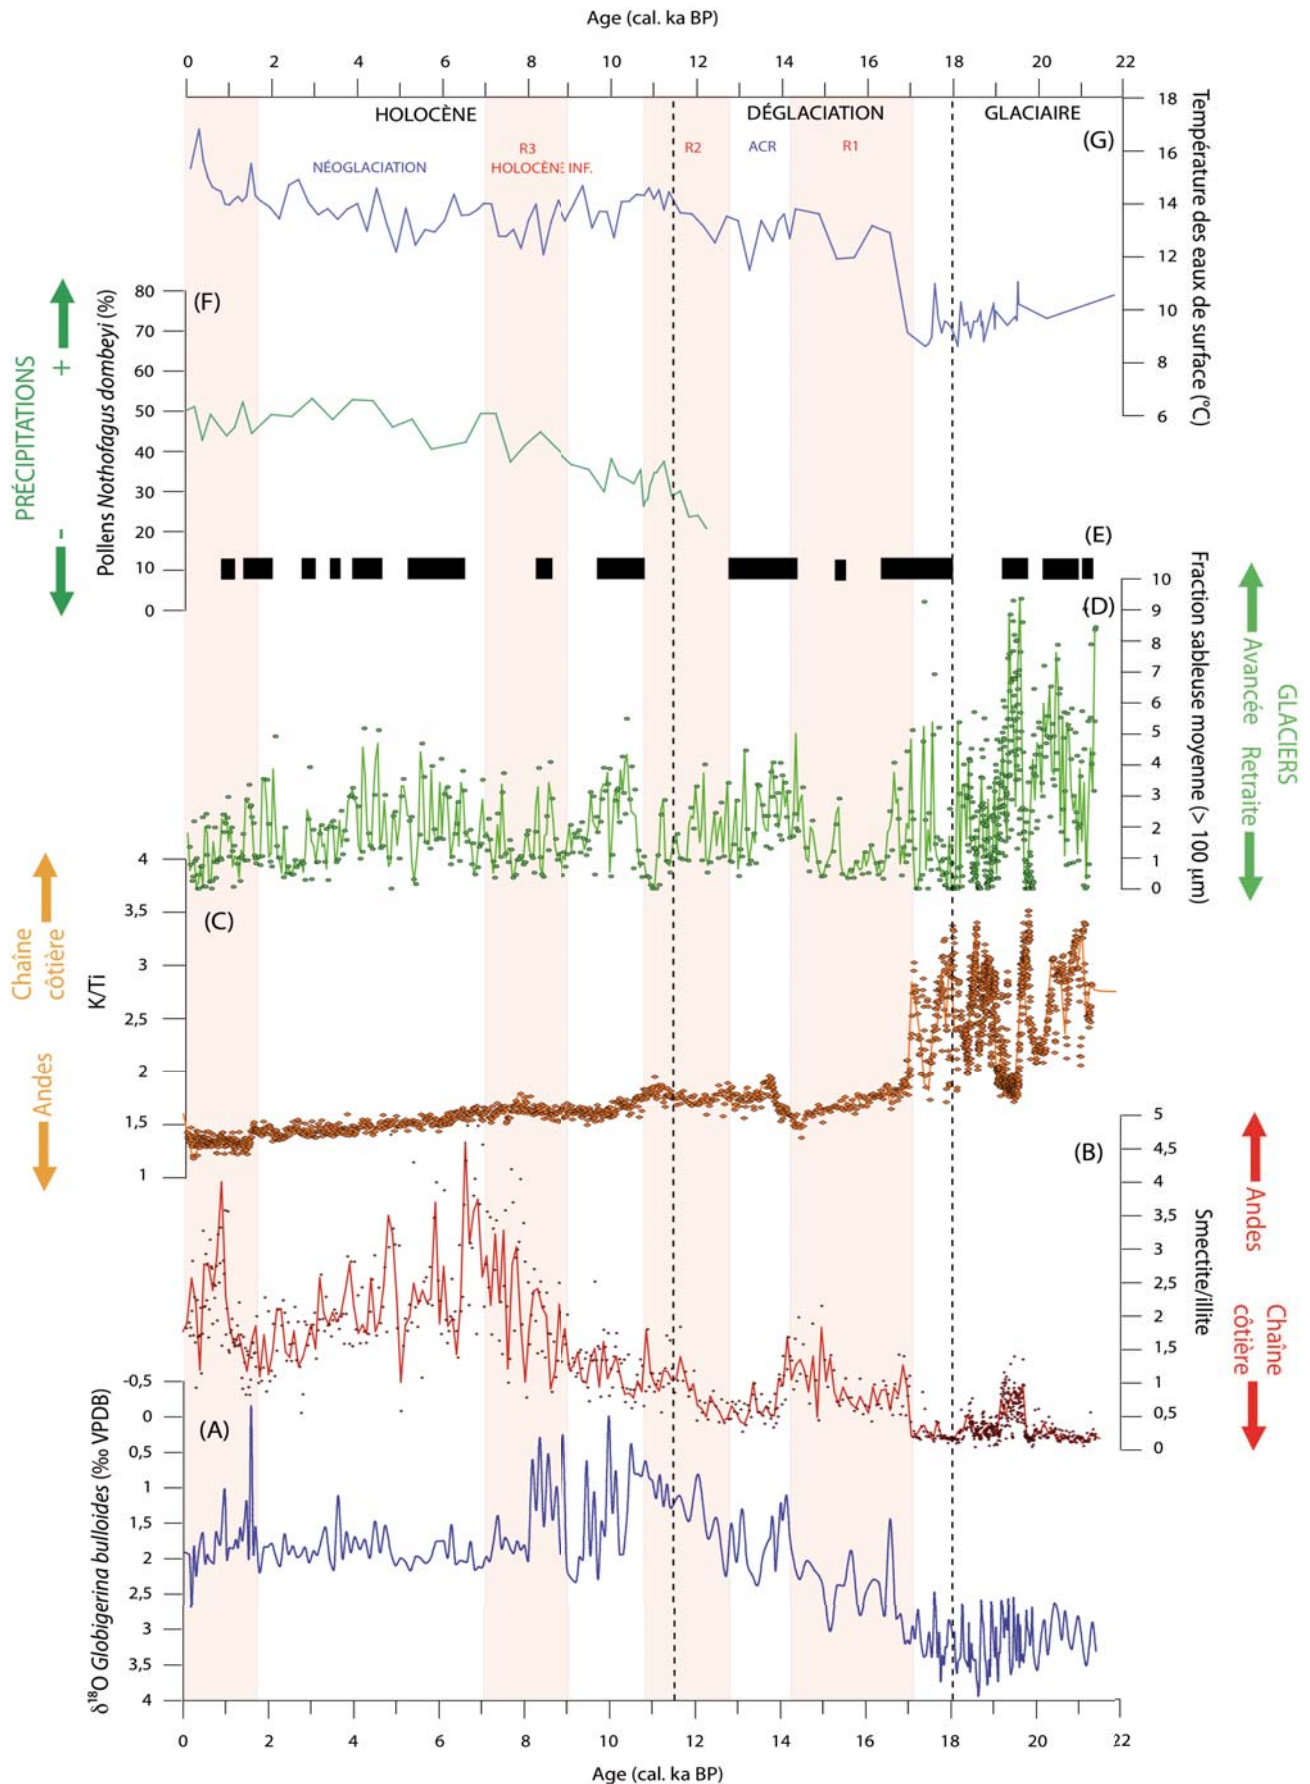 Age (cal. ka BP)
0 2 4 6 8 10 12 14 16 18 20 22
HOLOCÈNE
DÉGLACIATION
GLACIAIRE
(G)
R3
HOLOCÈNE INF.
R2
ACR
R1
NÉOGLACIATION
18
16
14
12
10
8
6
Température des eaux de surface (°C)
(F)
80
70
60
50
40
30
20
10
0
Pollens Nothofagus dombeyi (%)
PRÉCIPITATIONS
+
-
(E)
(D)
10
9
8
7
6
5
4
3
2
1
0
Fraction sableuse moyenne (> 100 µm)
Avancée
Retraite
GLACIERS
(C)
4
3,5
3
2,5
2
1,5
1
K/Ti
Chaîne
côtière
Andes
(B)
5
4,5
4
3,5
3
2,5
2
1,5
1
0,5
0
Smectite/illite
Andes
Chaîne
côtière
(A)
-0,5
0
0,5
1
1,5
2
2,5
3
3,5
4
δ18O Globigerina bulloides (‰ VPDB)
0 2 4 6 8 10 12 14 16 18 20 22
Age (cal. ka BP)